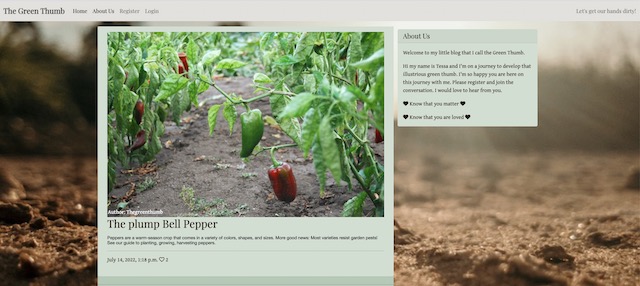 The Green Thumb Home About Us Register Login Let's get our hands dirty!
Author: Thegreenthumb
The plump Bell Pepper
Peppers are a warm-season crop that comes in a variety of colors, shapes, and sizes. More good news: Most varieties resist garden pests!
See our guide to planting, growing, harvesting peppers.
July 14, 2022, 1:18 p.m. 2
About Us
Welcome to my little blog that I call the Green Thumb.
Hi my name is Tessa and I'm on a journey to develop that
illustrious green thumb. I'm so happy you are here on
this journey with me. Please register and join the
conversation. I would love to hear from you.
♥ Know that you matter ♥
♥ Know that you are loved ♥